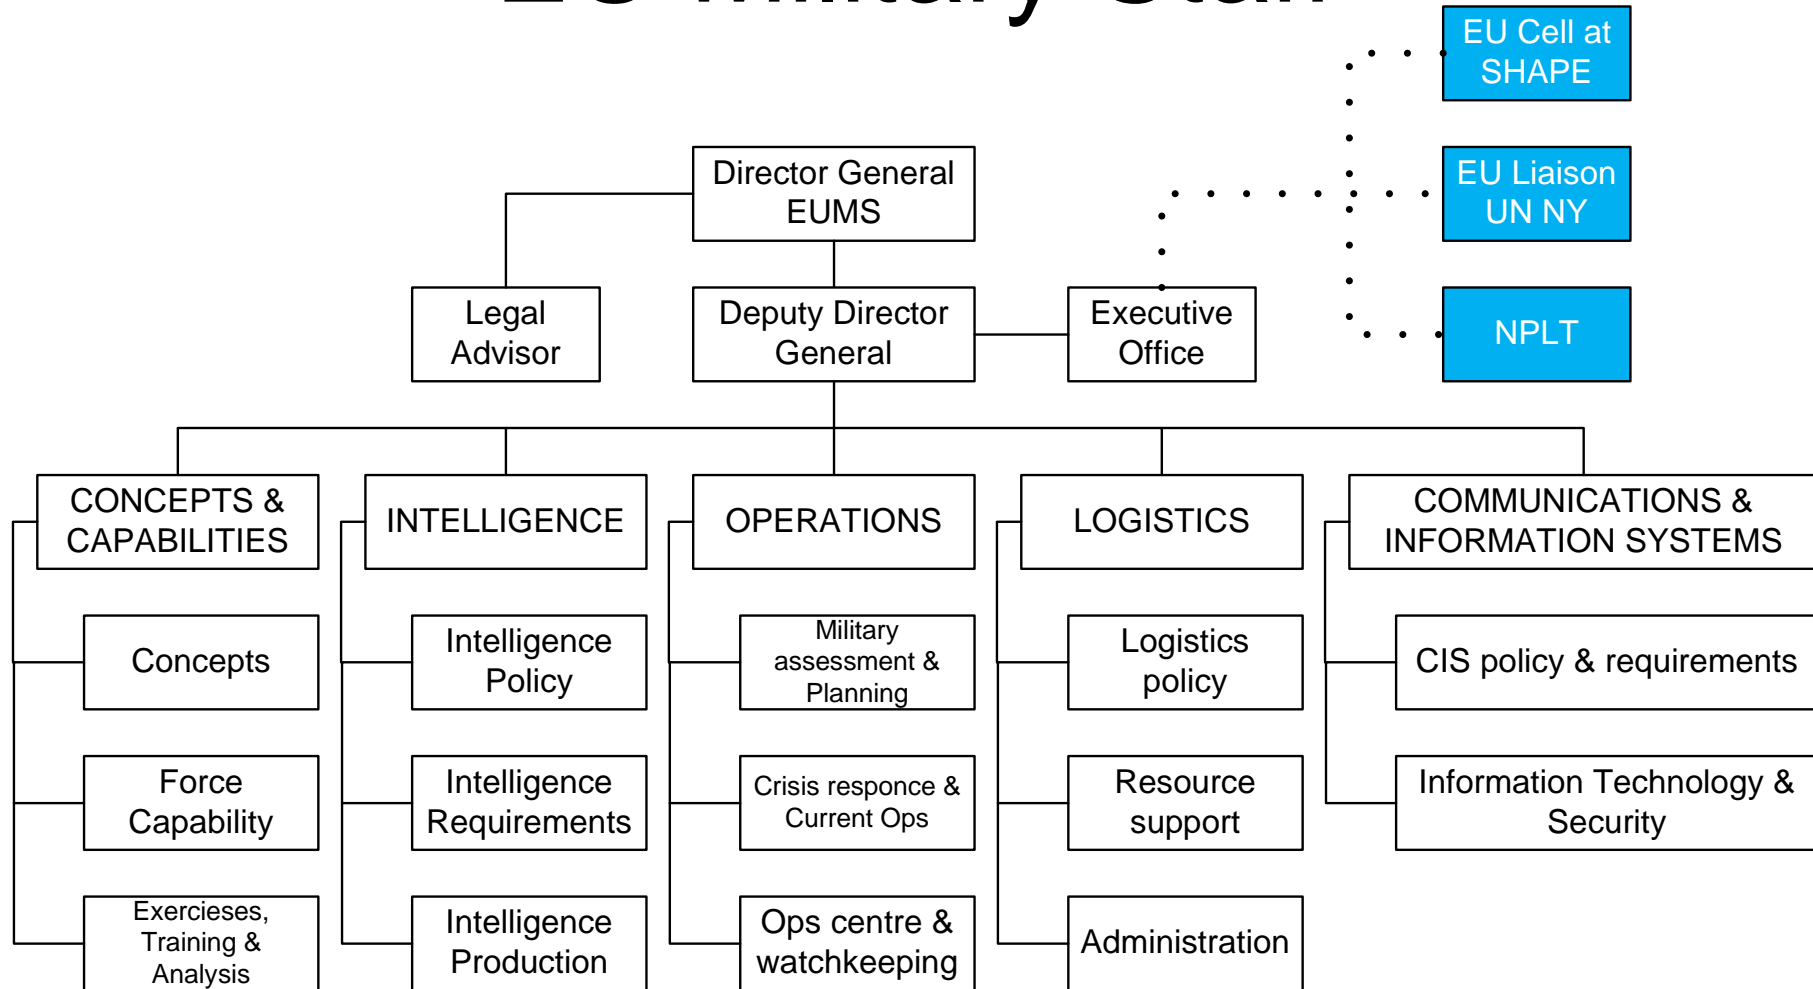 EU Military Staff
EU Cell at
SHAPE
Director General
EUMS
EU Liaison
UN NY
Legal
Advisor
Deputy Director
General
Executive
Office
NPLT
CONCEPTS &
CAPABILITIES
INTELLIGENCE
OPERATIONS
LOGISTICS
COMMUNICATIONS &
INFORMATION SYSTEMS
Concepts
Intelligence
Policy
Military
assessment &
Planning
Logistics
policy
CIS policy & requirements
Force
Capability
Intelligence
Requirements
Crisis responce &
Current Ops
Resource
support
Information Technology &
Security
Exercieses,
Training &
Analysis
Intelligence
Production
Ops centre &
watchkeeping
Administration